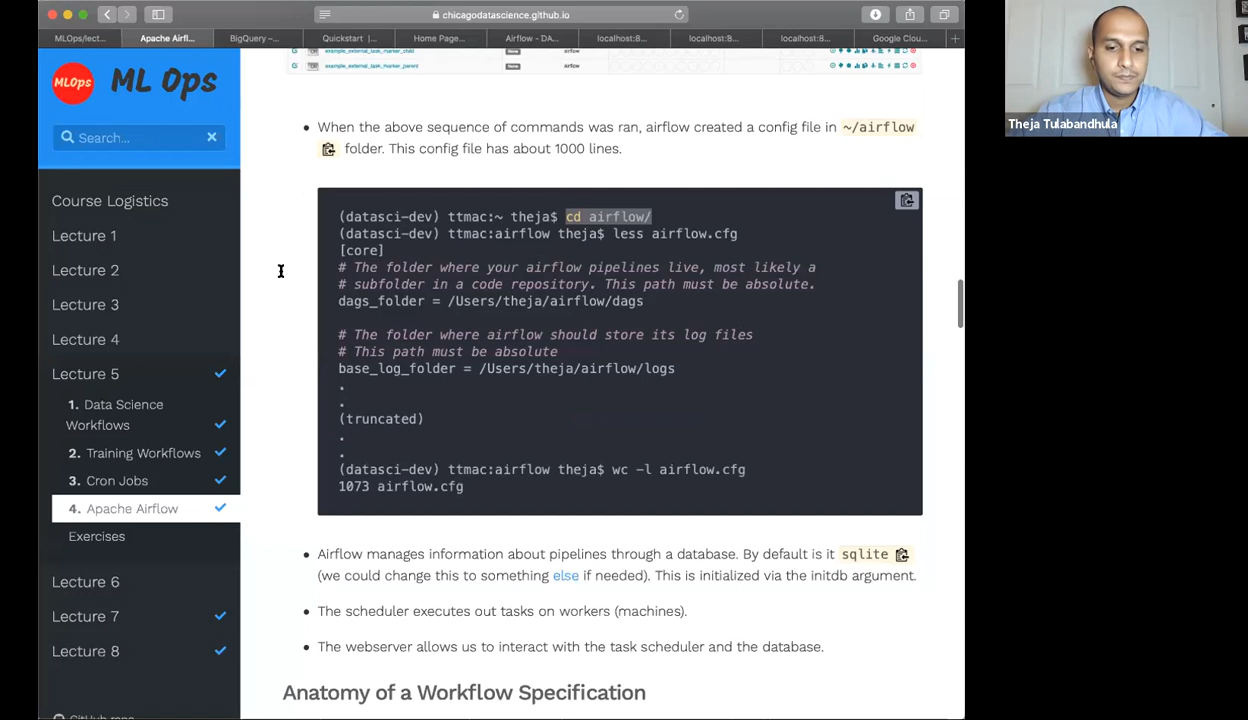 chicagodatascience.github.io
MLOps/lect...
Apache Airfl...
BigQuery –...
Quickstart |...
Home Page...
Airflow - DA...
localhost:8...
localhost:8...
localhost:8...
Google Clou...
MLOps
ML Ops
Search...
Course Logistics
Lecture 1
Lecture 2
Lecture 3
Lecture 4
Lecture 5
1. Data Science
Workflows
2. Training Workflows
3. Cron Jobs
4. Apache Airflow
Exercises
Lecture 6
Lecture 7
Lecture 8
GitHub repo
example_external_task_marker_child
airflow
example_external_task_marker_parent
None
airflow
When the above sequence of commands was ran, airflow created a config file in ~/airflow
folder. This config file has about 1000 lines.
(datasci-dev) ttmac:~ theja$ cd airflow/
(datasci-dev) ttmac:airflow theja$ less airflow.cfg
[core]
# The folder where your airflow pipelines live, most likely a
# subfolder in a code repository. This path must be absolute.
dags_folder = /Users/theja/airflow/dags
# The folder where airflow should store its log files
# This path must be absolute
base_log_folder = /Users/theja/airflow/logs
.
.
(truncated)
.
.
(datasci-dev) ttmac:airflow theja$ wc -l airflow.cfg
1073 airflow.cfg
Airflow manages information about pipelines through a database. By default is it sqlite
(we could change this to something else if needed). This is initialized via the initdb argument.
The scheduler executes out tasks on workers (machines).
The webserver allows us to interact with the task scheduler and the database.
Anatomy of a Workflow Specification
Theja Tulabandhula